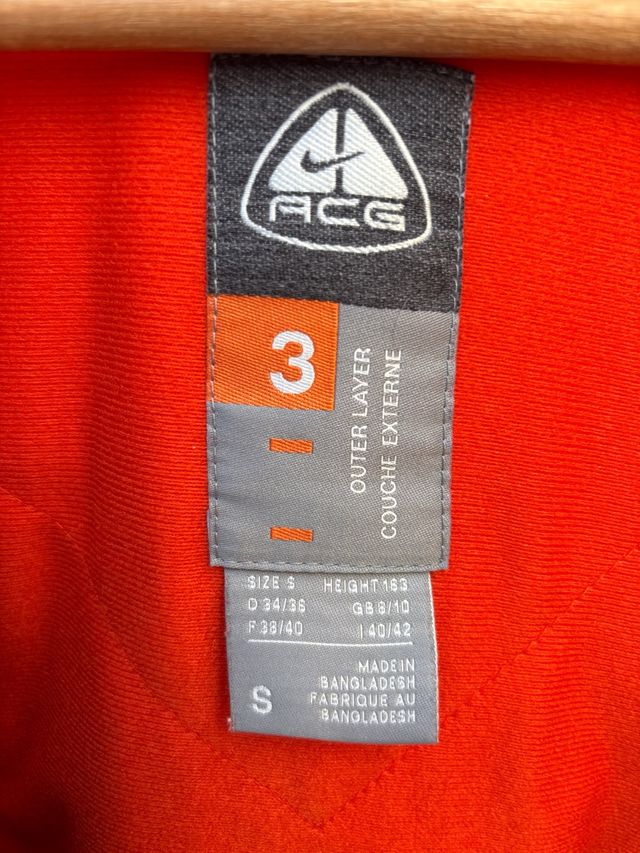 ACG
3
OUTER LAYER
COUCHE EXTERNE
SIZE S HEIGHT 163
D 34/36 GB 8/10
F 38/40 I 40/42
S
MADE IN
BANGLADESH
FABRIQUE AU
BANGLADESH